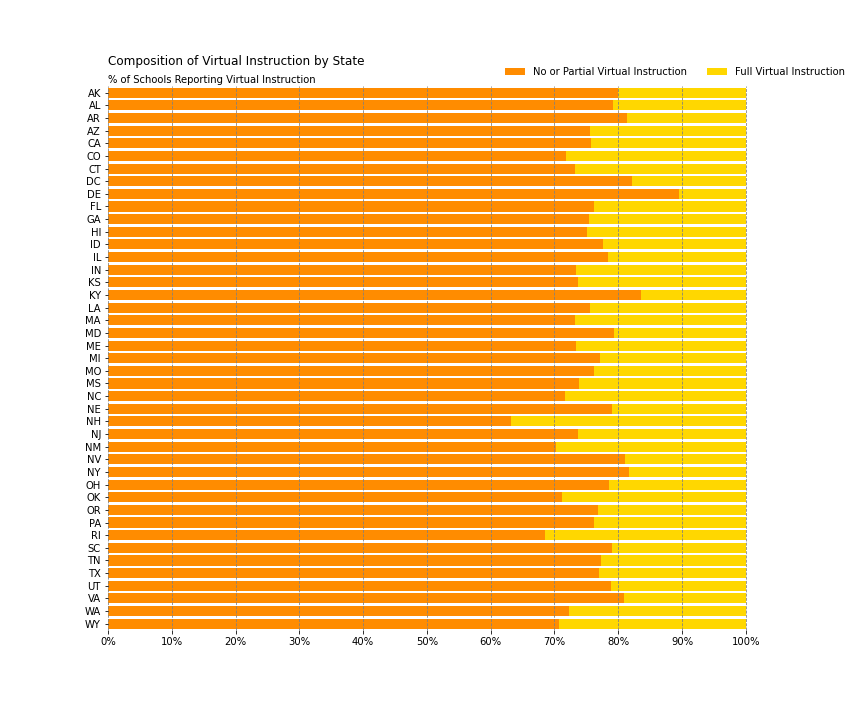 Composition of Virtual Instruction by State
% of Schools Reporting Virtual Instruction
No or Partial Virtual Instruction Full Virtual Instruction
AK
AL
AR
AZ
CA
CO
CT
DC
DE
FL
GA
HI
ID
IL
IN
KS
KY
LA
MA
MD
ME
MI
MO
MS
NC
NE
NH
NJ
NM
NV
NY
OH
OK
OR
PA
RI
SC
TN
TX
UT
VA
WA
WY
0% 10% 20% 30% 40% 50% 60% 70% 80% 90% 100%